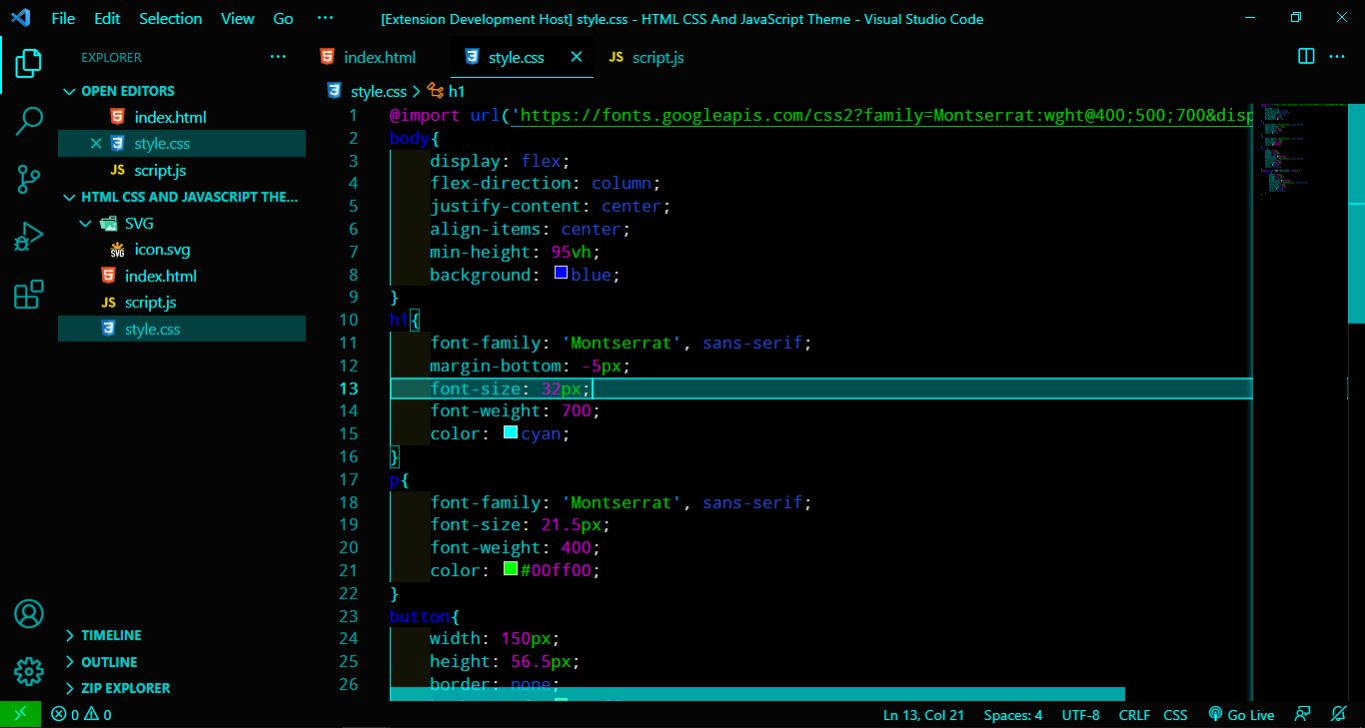 File Edit Selection View Go ··· [Extension Development Host] style.css - HTML CSS And JavaScript Theme - Visual Studio Code
EXPLORER ···
index.html style.css JS script.js
OPEN EDITORS
index.html
style.css
JS script.js
HTML CSS AND JAVASCRIPT THE...
SVG
SVG icon.svg
index.html
JS script.js
style.css
TIMELINE
OUTLINE
ZIP EXPLORER
style.css > h1
1 @import url('https://fonts.googleapis.com/css2?family=Montserrat:wght@400;500;700&disp
2 body{
3 display: flex;
4 flex-direction: column;
5 justify-content: center;
6 align-items: center;
7 min-height: 95vh;
8 background: blue;
9 }
10 h1{
11 font-family: 'Montserrat', sans-serif;
12 margin-bottom: -5px;
13 font-size: 32px;
14 font-weight: 700;
15 color: cyan;
16 }
17 p{
18 font-family: 'Montserrat', sans-serif;
19 font-size: 21.5px;
20 font-weight: 400;
21 color: #00ff00;
22 }
23 button{
24 width: 150px;
25 height: 56.5px;
26 border: none;
0 0 Ln 13, Col 21 Spaces: 4 UTF-8 CRLF CSS Go Live